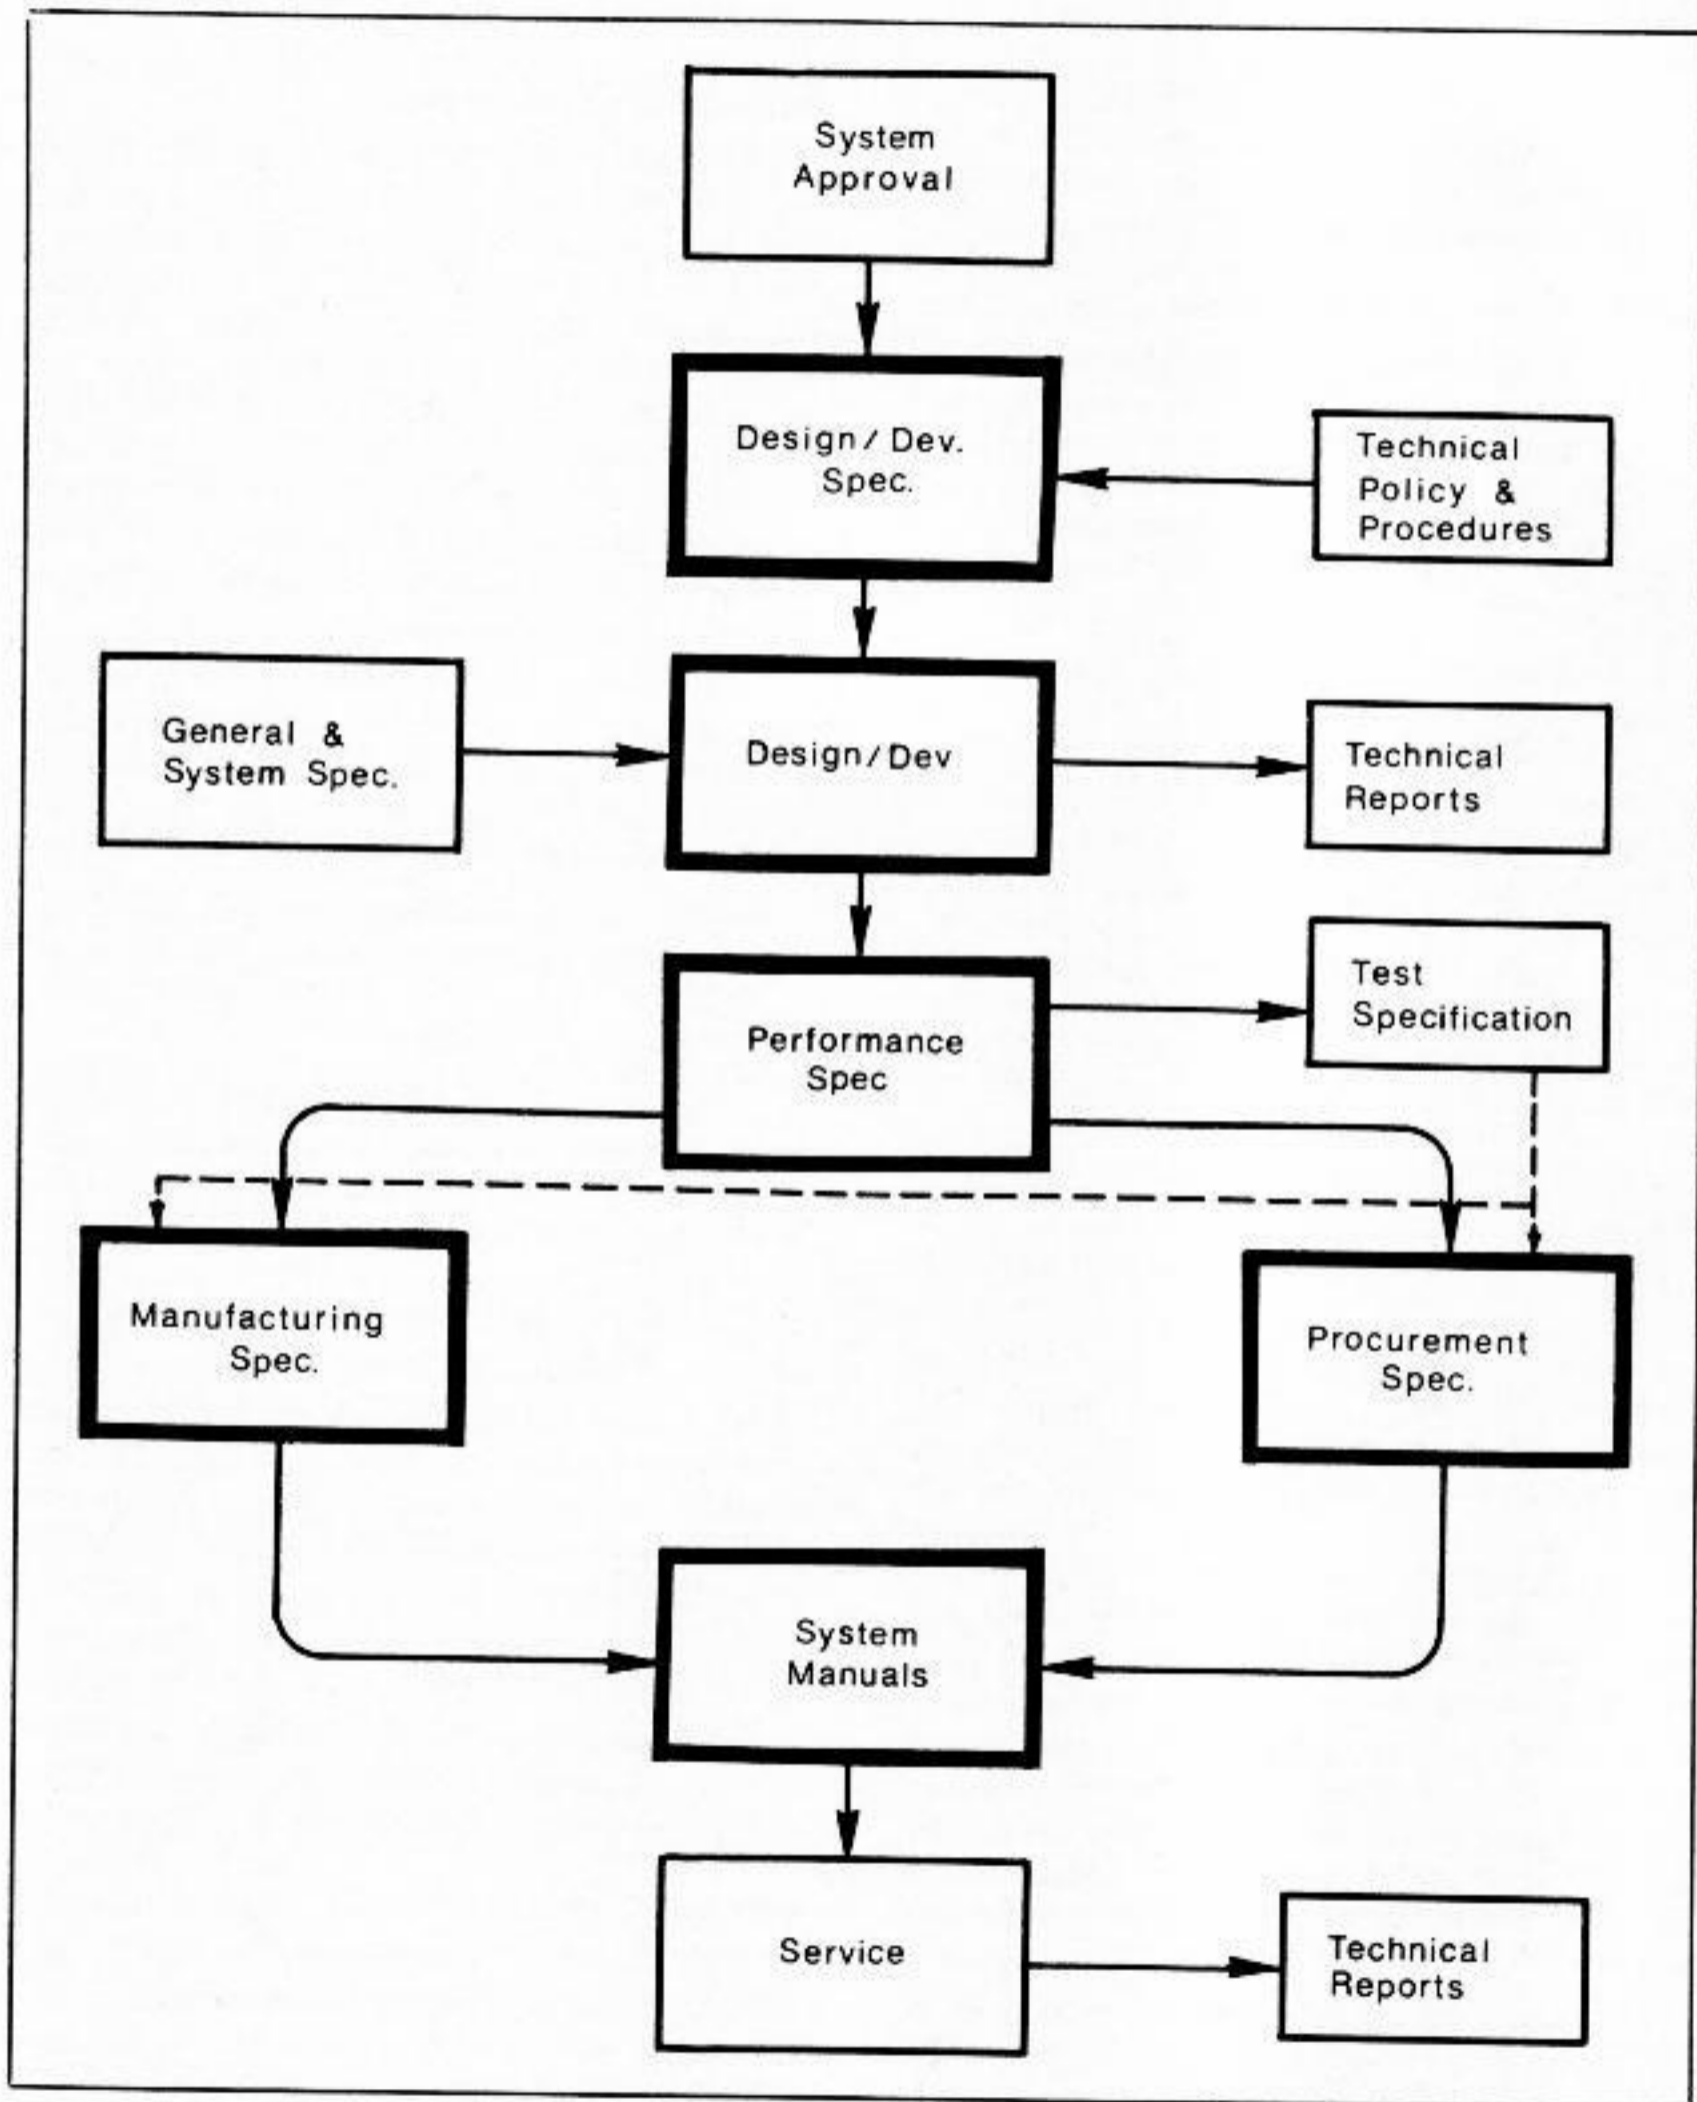 System
Approval
Design / Dev.
Spec.
Technical
Policy &
Procedures
General &
System Spec.
Design/Dev
Technical
Reports
Performance
Spec
Test
Specification
Manufacturing
Spec.
Procurement
Spec.
System
Manuals
Service
Technical
Reports